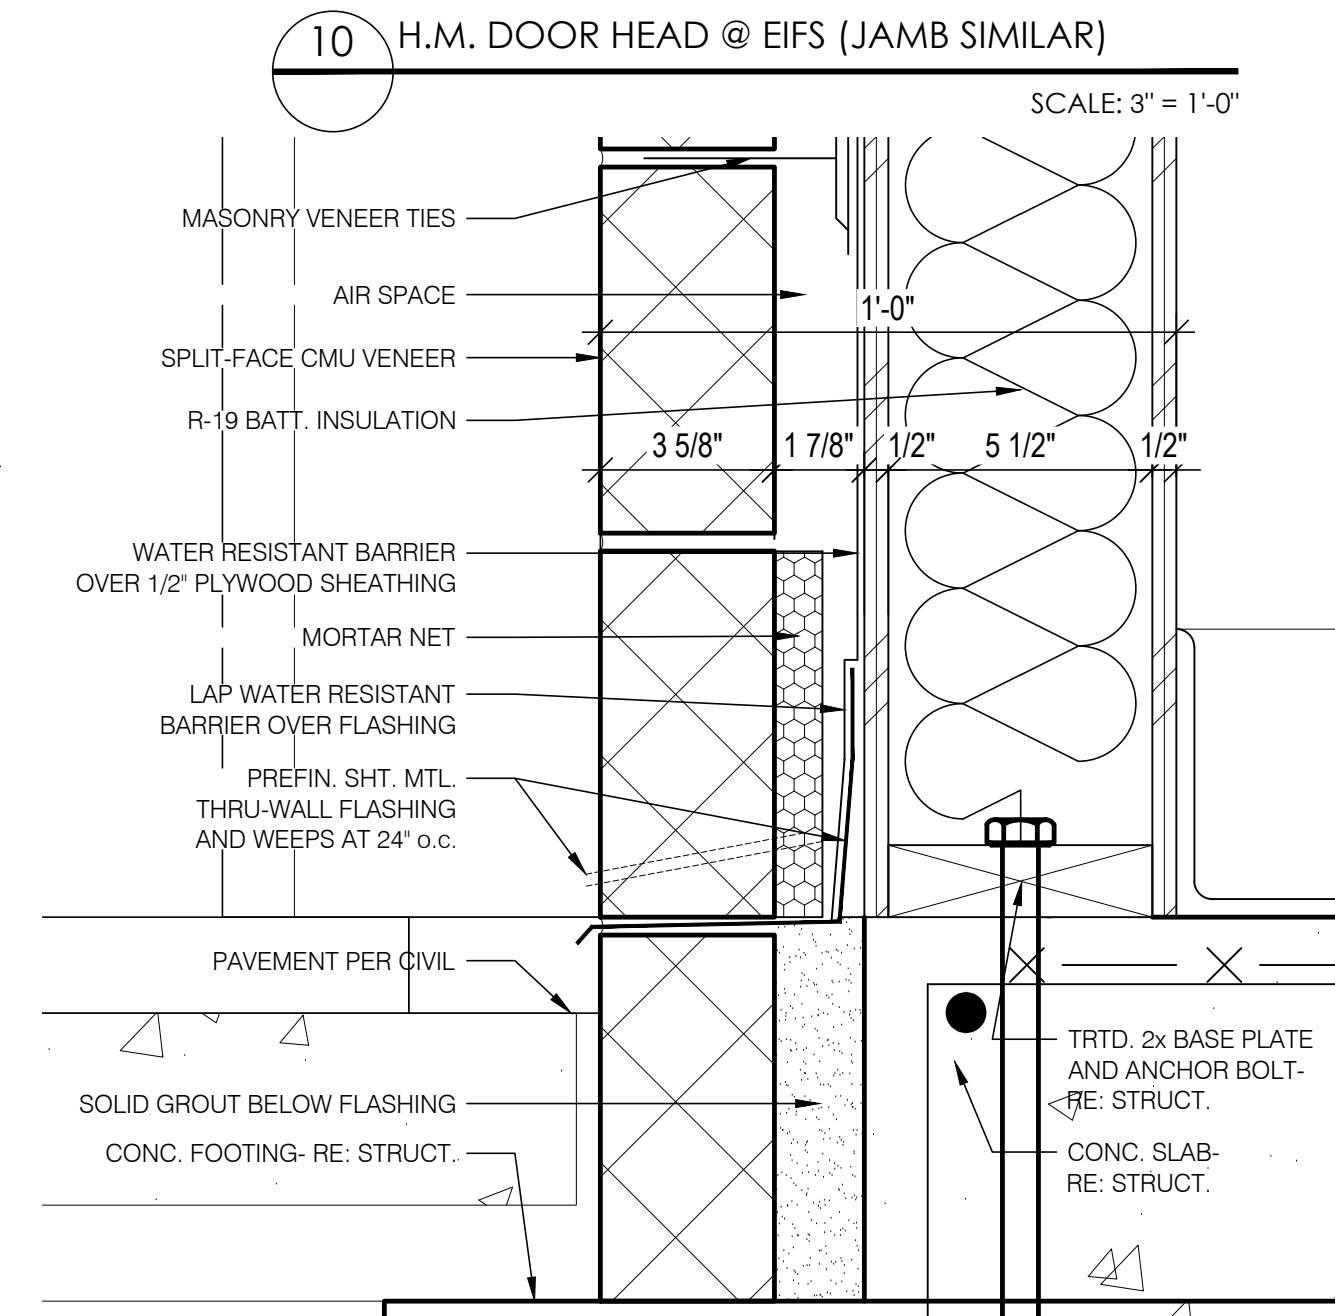 10
H.M. DOOR HEAD @ EIFS (JAMB SIMILAR)
SCALE: 3" = 1'-0"
MASONRY VENEER TIES
AIR SPACE
1'-0"
SPLIT-FACE CMU VENEER
R-19 BATT. INSULATION
3 5/8" 1 7/8" 1/2" 5 1/2" 1/2"
WATER RESISTANT BARRIER
OVER 1/2" PLYWOOD SHEATHING
MORTAR NET
LAP WATER RESISTANT
BARRIER OVER FLASHING
PREFIN. SHT. MTL.
THRU-WALL FLASHING
AND WEEPS AT 24" o.c.
PAVEMENT PER CIVIL
SOLID GROUT BELOW FLASHING
CONC. FOOTING- RE: STRUCT.
TRTD. 2x BASE PLATE
AND ANCHOR BOLT-
RE: STRUCT.
CONC. SLAB-
RE: STRUCT.